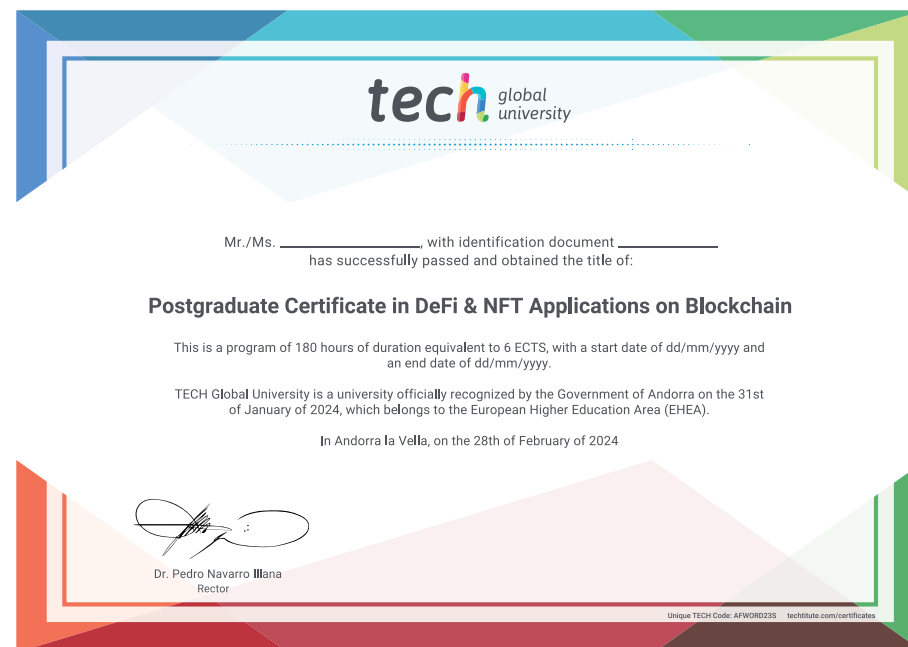 tech global university
Mr./Ms. ____________________, with identification document ______________
has successfully passed and obtained the title of:
Postgraduate Certificate in DeFi & NFT Applications on Blockchain
This is a program of 180 hours of duration equivalent to 6 ECTS, with a start date of dd/mm/yyyy and
an end date of dd/mm/yyyy.
TECH Global University is a university officially recognized by the Government of Andorra on the 31st
of January of 2024, which belongs to the European Higher Education Area (EHEA).
In Andorra la Vella, on the 28th of February of 2024
Dr. Pedro Navarro Illana
Rector
Unique TECH Code: AFWORD23S techtitute.com/certificates